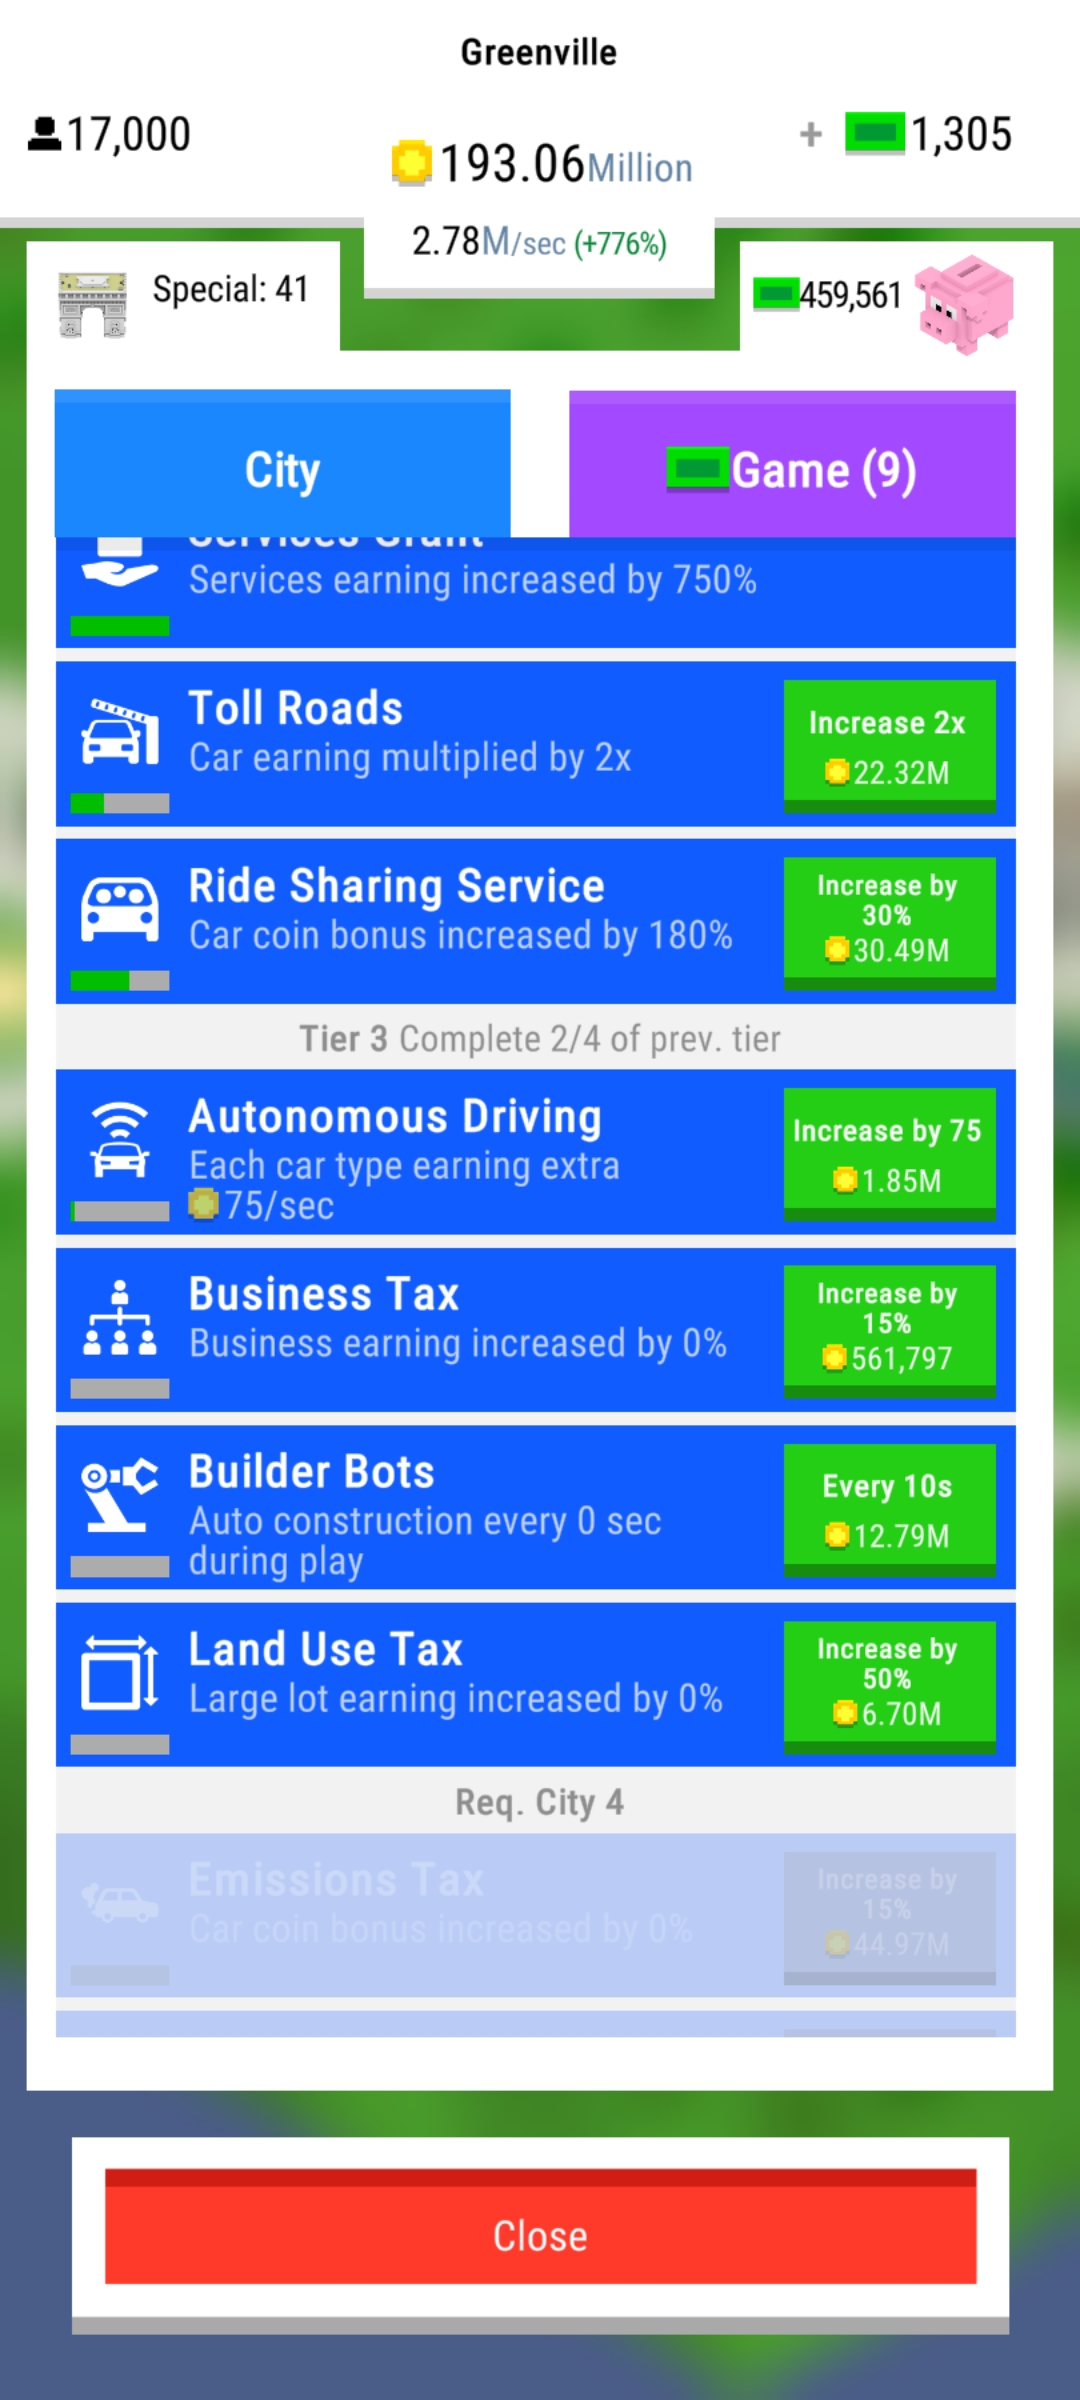 Greenville
17,000
193.06Million
+ 1,305
2.78M/sec (+776%)
Special: 41
459,561
City
Game (9)
Services Grant
Services earning increased by 750%
Toll Roads
Car earning multiplied by 2x
Increase 2x
22.32M
Ride Sharing Service
Car coin bonus increased by 180%
Increase by
30%
30.49M
Tier 3 Complete 2/4 of prev. tier
Autonomous Driving
Each car type earning extra
75/sec
Increase by 75
1.85M
Business Tax
Business earning increased by 0%
Increase by
15%
561,797
Builder Bots
Auto construction every 0 sec
during play
Every 10s
12.79M
Land Use Tax
Large lot earning increased by 0%
Increase by
50%
6.70M
Req. City 4
Emissions Tax
Car coin bonus increased by 0%
Increase by
15%
44.97M
Close